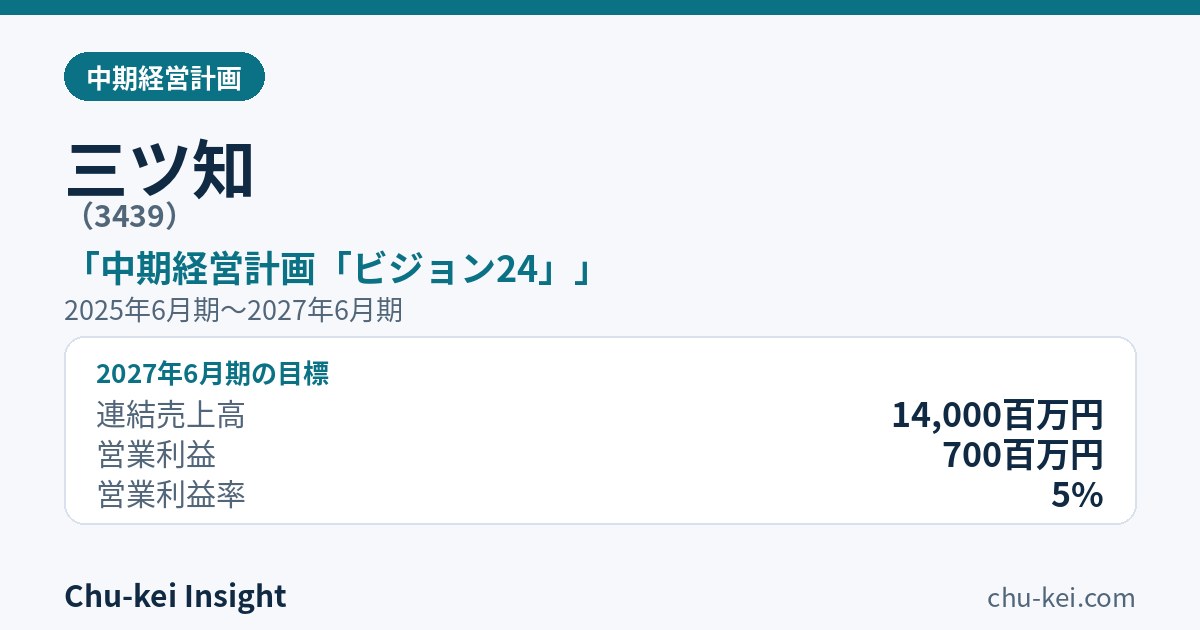 中期経営計画
三ツ知
（3439）
「中期経営計画「ビジョン24」」
2025年6月期～2027年6月期
2027年6月期の目標
連結売上高 14,000百万円
営業利益 700百万円
営業利益率 5%
Chu-kei Insight chu-kei.com